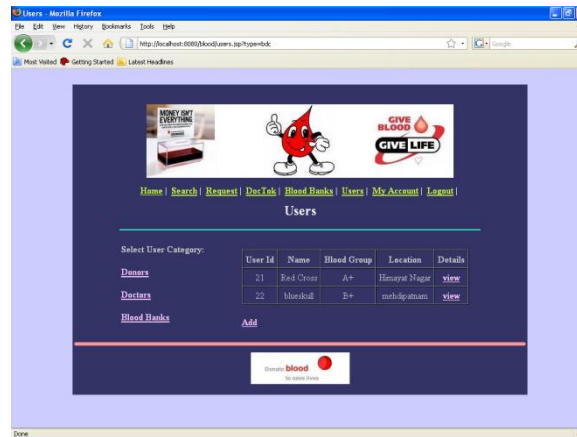 Users - Mozilla Firefox
File Edit View History Bookmarks Tools Help
http://localhost:8080/blood/users.jsp?type=bdc
Google
Most Visited Getting Started Latest Headlines
MONEY ISN'T
EVERYTHING
GIVE
BLOOD
GIVE LIFE
Home | Search | Request | DocTok | Blood Banks | Users | My Account | Logout |
Users
Select User Category:
Donors
Doctors
Blood Banks
User Id Name Blood Group Location Details
21 Red Cross A+ Himayat Nagar view
22 blueskull B+ mehdipatnam view
Add
Donate blood
to save lives
Done